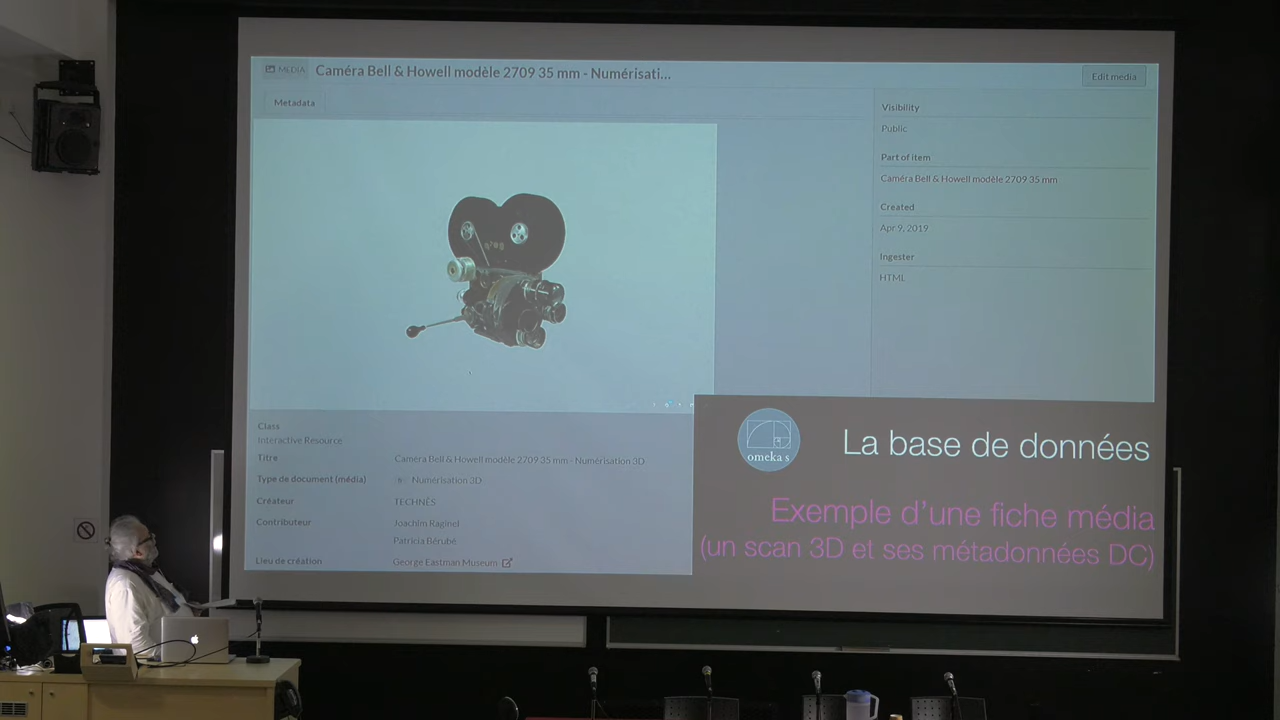 MEDIA Caméra Bell & Howell modèle 2709 35 mm - Numérisati...
Edit media
Metadata
Visibility
Public
Part of item
Caméra Bell & Howell modèle 2709 35 mm
Created
Apr 9, 2019
Ingester
HTML
Class
Interactive Resource
Titre Camera Bell & Howell modèle 2709 35 mm - Numérisation 3D
Type de document (média) Numérisation 3D
Créateur TECHNÈS
Contributeur Joachim Raginel
Patricia Bérubé
Lieu de création George Eastman Museum
omeka s
La base de données
Exemple d'une fiche média
(un scan 3D et ses métadonnées DC)